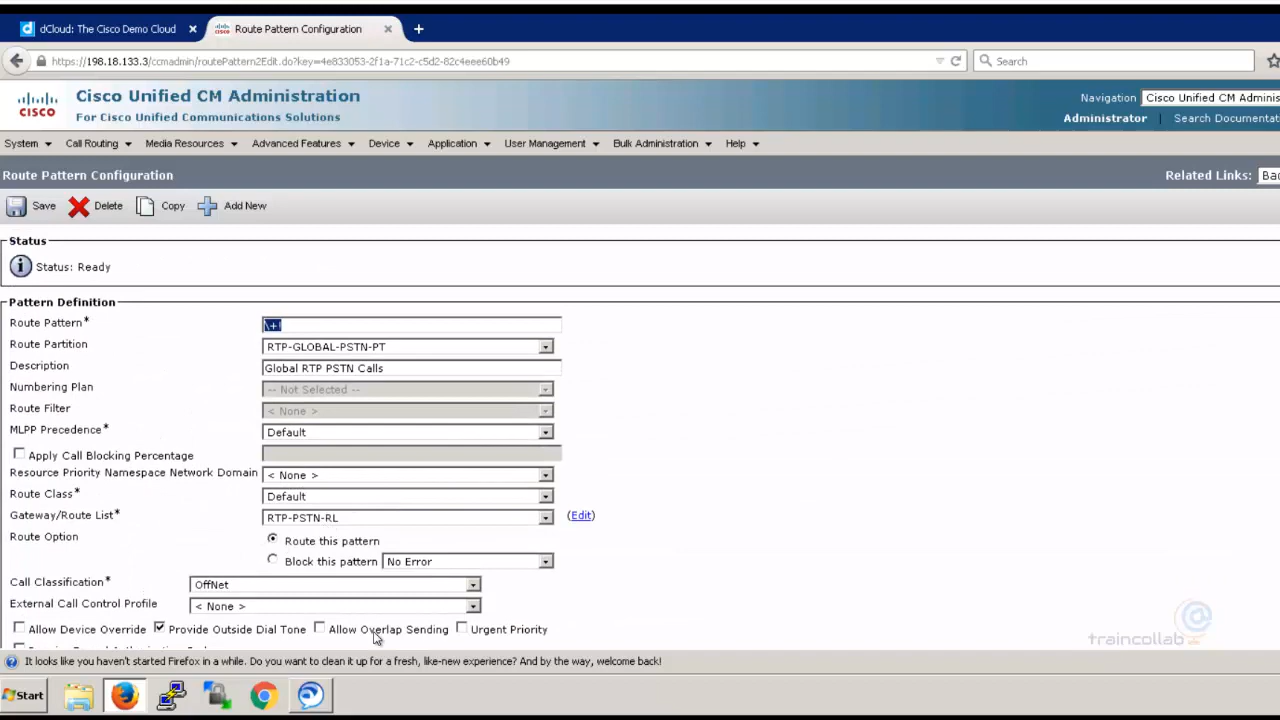 dCloud: The Cisco Demo Cloud × Route Pattern Configuration × +
https://198.18.133.3/ccmadmin/routePattern2Edit.do?key=4e833053-2f1a-71c2-c5d2-82c4eee60b49 Search
cisco Cisco Unified CM Administration Navigation Cisco Unified CM Adminis
For Cisco Unified Communications Solutions Administrator | Search Documentat
System Call Routing Media Resources Advanced Features Device Application User Management Bulk Administration Help
Route Pattern Configuration Related Links: Bac
Save Delete Copy Add New
Status
Status: Ready
Pattern Definition
Route Pattern* \+!
Route Partition RTP-GLOBAL-PSTN-PT
Description Global RTP PSTN Calls
Numbering Plan -- Not Selected --
Route Filter < None >
MLPP Precedence* Default
Apply Call Blocking Percentage
Resource Priority Namespace Network Domain < None >
Route Class* Default
Gateway/Route List* RTP-PSTN-RL (Edit)
Route Option Route this pattern
Block this pattern No Error
Call Classification* OffNet
External Call Control Profile < None >
Allow Device Override Provide Outside Dial Tone Allow Overlap Sending Urgent Priority
traincollab
It looks like you haven't started Firefox in a while. Do you want to clean it up for a fresh, like-new experience? And by the way, welcome back!
Start